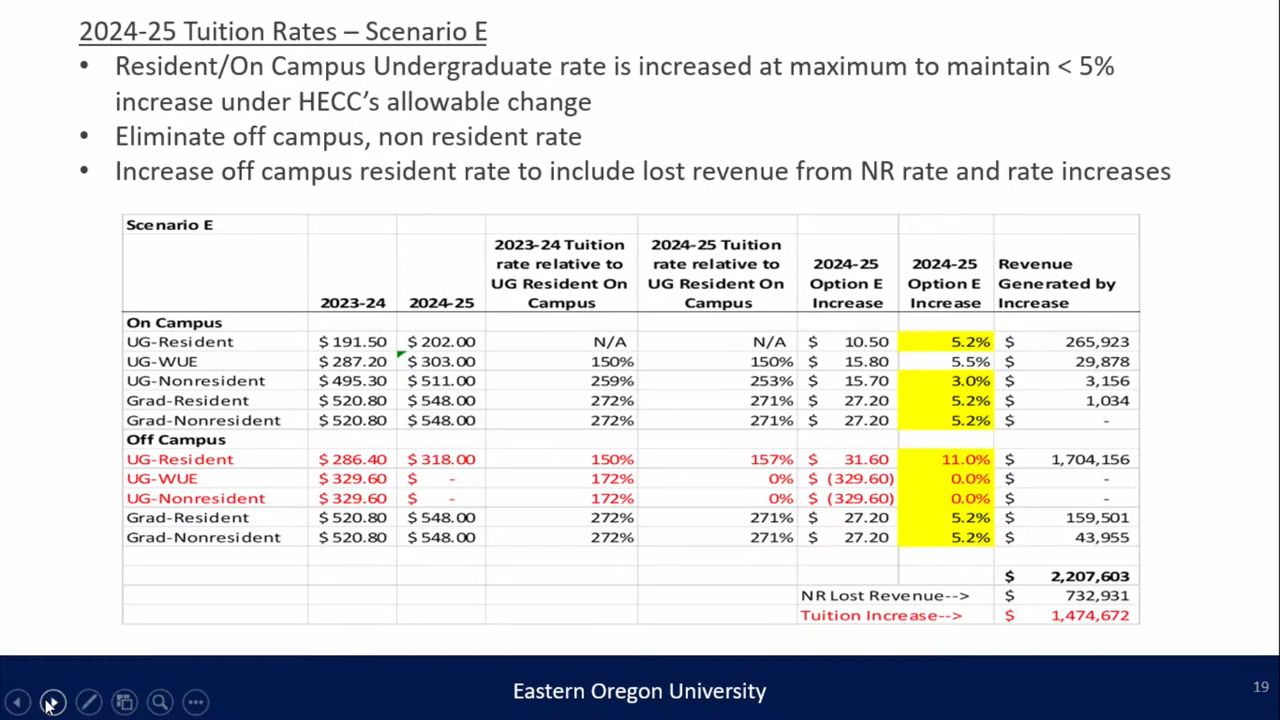 2024-25 Tuition Rates – Scenario E
• Resident/On Campus Undergraduate rate is increased at maximum to maintain < 5%
increase under HECC’s allowable change
• Eliminate off campus, non resident rate
• Increase off campus resident rate to include lost revenue from NR rate and rate increases
Scenario E
2023-24 Tuition 2024-25 Tuition
rate relative to rate relative to 2024-25 2024-25 Revenue
UG Resident On UG Resident On Option E Option E Generated by
2023-24 2024-25 Campus Campus Increase Increase Increase
On Campus
UG-Resident $ 191.50 $ 202.00 N/A N/A $ 10.50 5.2% $ 265,923
UG-WUE $ 287.20 $ 303.00 150% 150% $ 15.80 5.5% $ 29,878
UG-Nonresident $ 495.30 $ 511.00 259% 253% $ 15.70 3.0% $ 3,156
Grad-Resident $ 520.80 $ 548.00 272% 271% $ 27.20 5.2% $ 1,034
Grad-Nonresident $ 520.80 $ 548.00 272% 271% $ 27.20 5.2% $ -
Off Campus
UG-Resident $ 286.40 $ 318.00 150% 157% $ 31.60 11.0% $ 1,704,156
UG-WUE $ 329.60 $ - 172% 0% $ (329.60) 0.0% $ -
UG-Nonresident $ 329.60 $ - 172% 0% $ (329.60) 0.0% $ -
Grad-Resident $ 520.80 $ 548.00 272% 271% $ 27.20 5.2% $ 159,501
Grad-Nonresident $ 520.80 $ 548.00 272% 271% $ 27.20 5.2% $ 43,955
$ 2,207,603
NR Lost Revenue--> $ 732,931
Tuition Increase--> $ 1,474,672
Eastern Oregon University
19